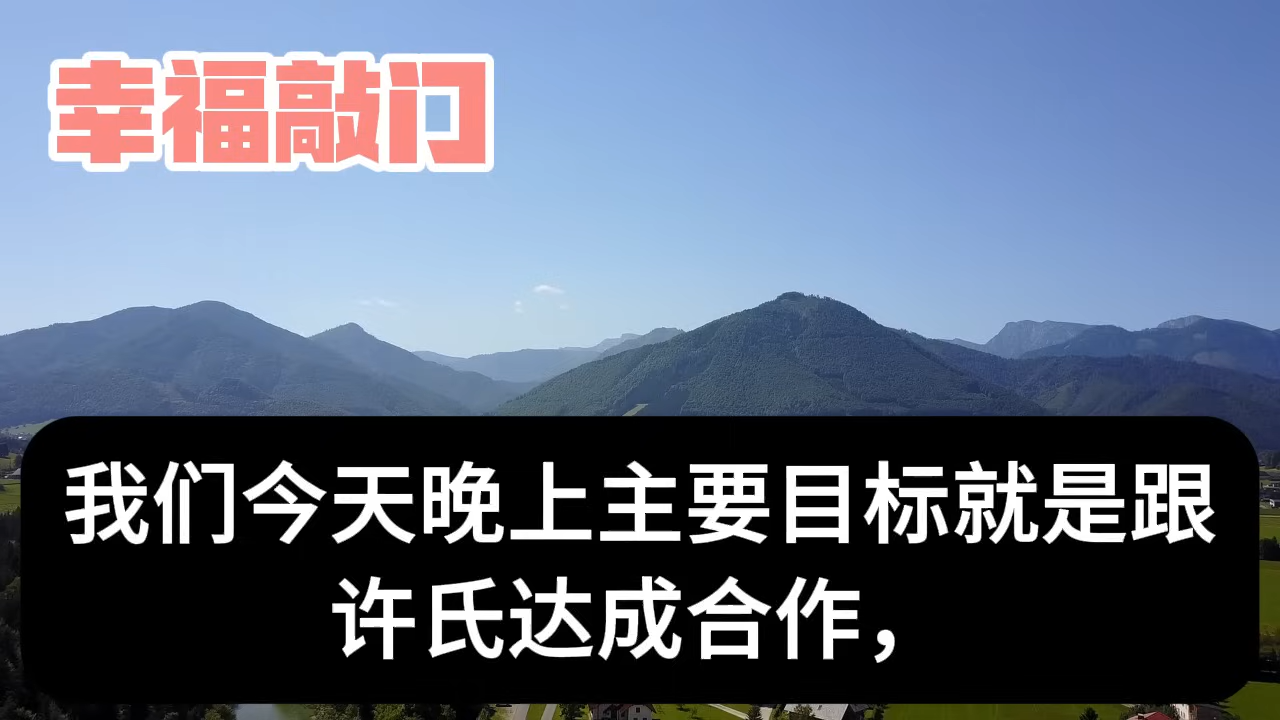 幸福敲门
我们今天晚上主要目标就是跟
许氏达成合作，